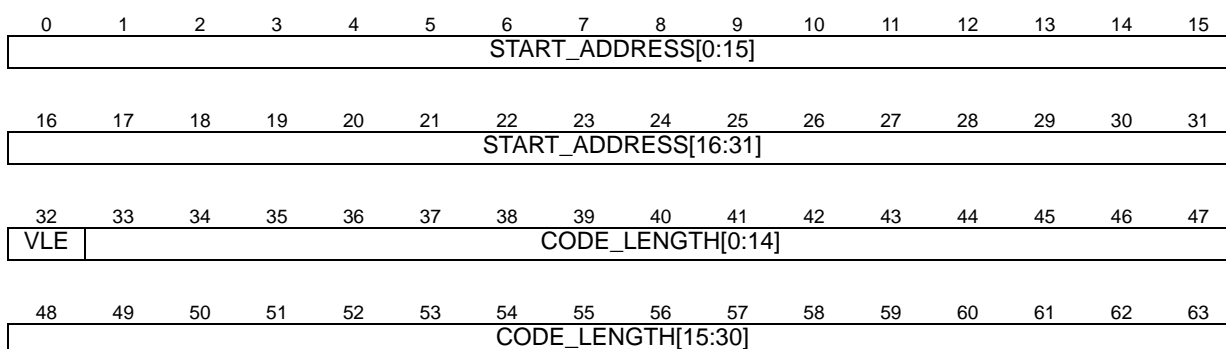 0 1 2 3 4 5 6 7 8 9 10 11 12 13 14 15
START_ADDRESS[0:15]
16 17 18 19 20 21 22 23 24 25 26 27 28 29 30 31
START_ADDRESS[16:31]
32 33 34 35 36 37 38 39 40 41 42 43 44 45 46 47
VLE CODE_LENGTH[0:14]
48 49 50 51 52 53 54 55 56 57 58 59 60 61 62 63
CODE_LENGTH[15:30]